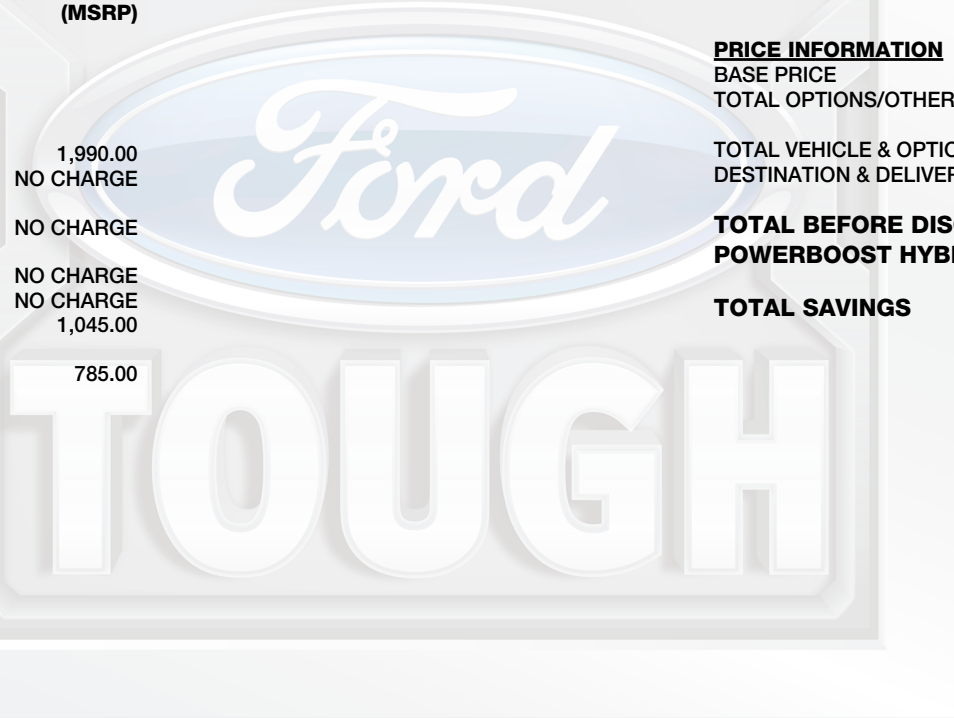 (MSRP)
1,990.00
NO CHARGE
NO CHARGE
NO CHARGE
NO CHARGE
1,045.00
785.00
PRICE INFORMATION
BASE PRICE
TOTAL OPTIONS/OTHER
TOTAL VEHICLE & OPTIO
DESTINATION & DELIVER
TOTAL BEFORE DIS
POWERBOOST HYB
TOTAL SAVINGS
Ford
TOUGH